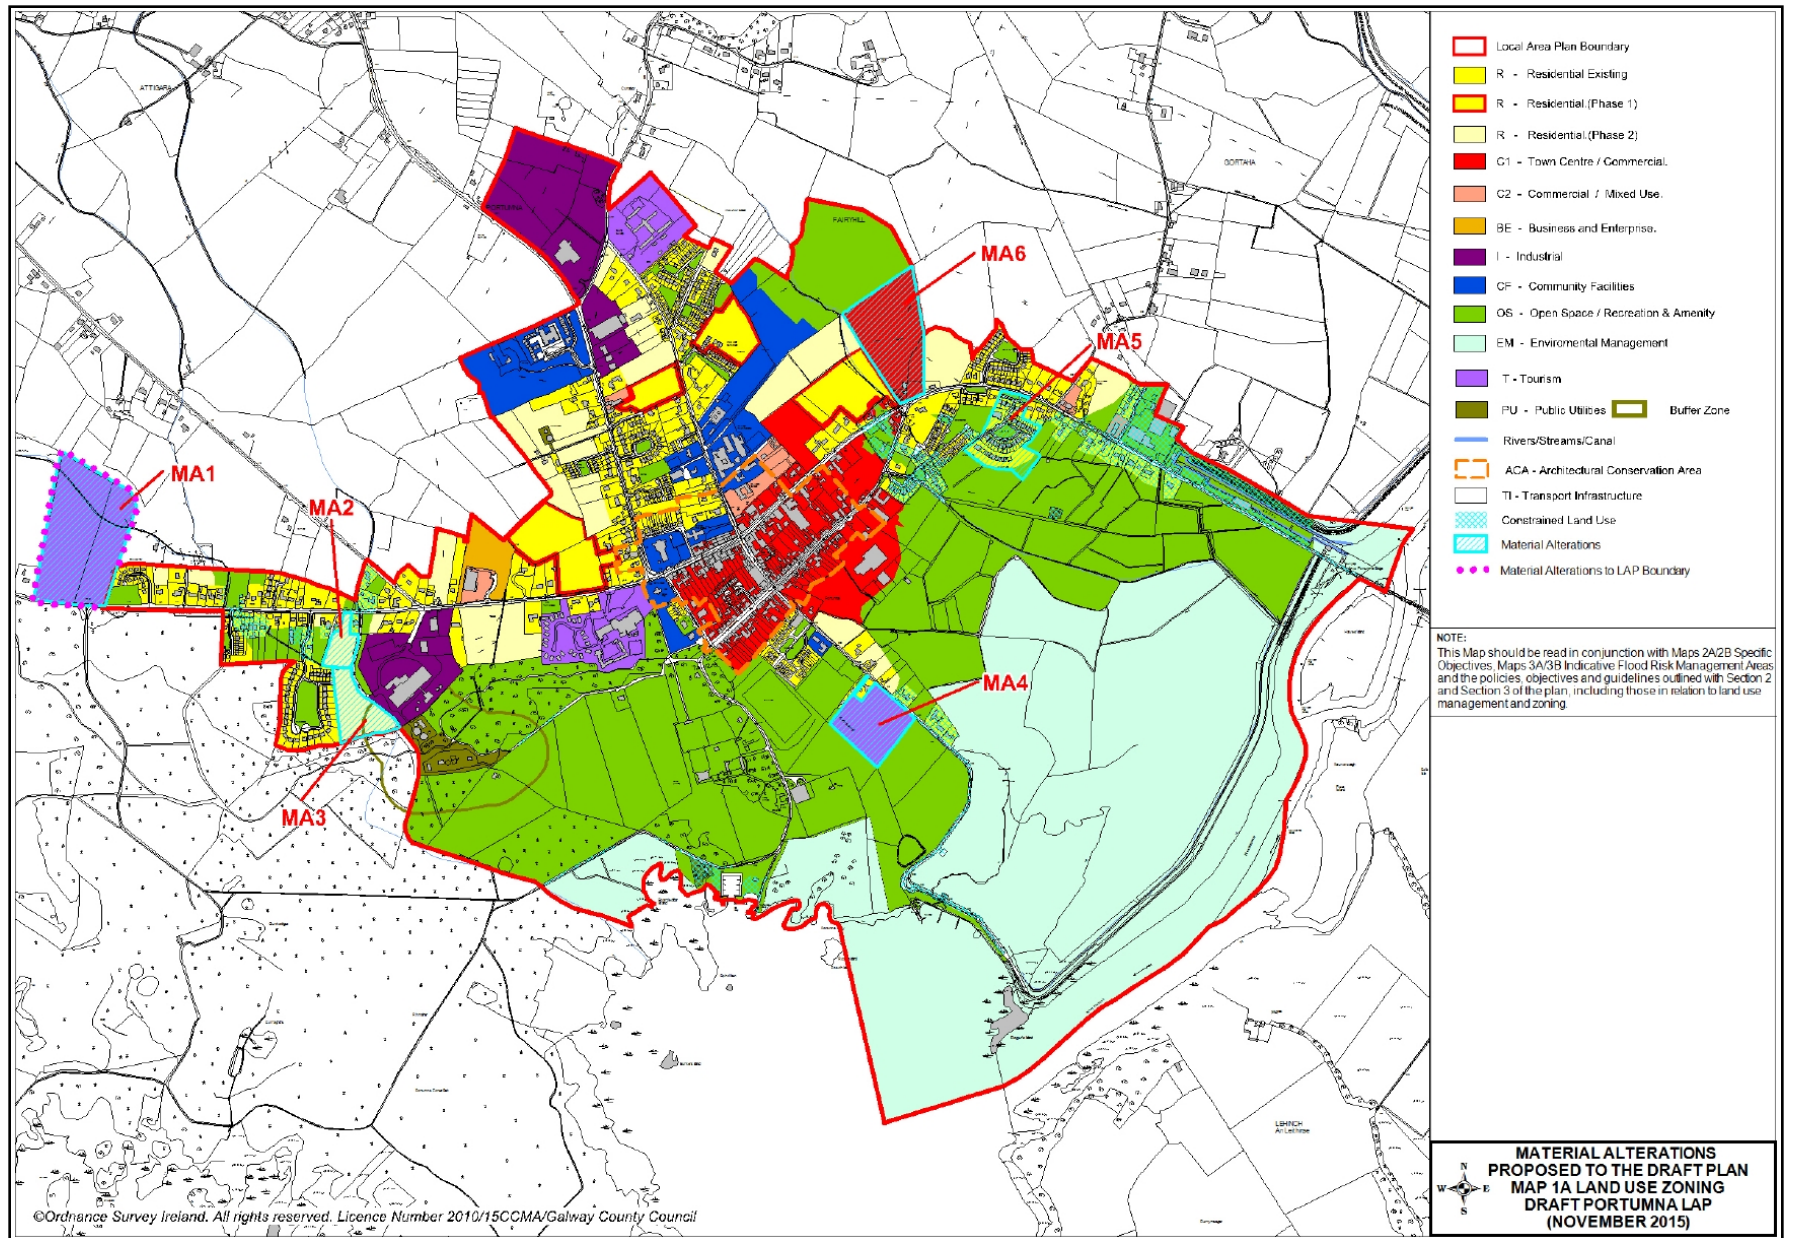 ATTIGARA
GORTAHA
PORTUMNA
FAIRYHILL
MA6
MA5
MA1
MA2
MA4
MA3
LEHINCH
©Ordnance Survey Ireland. All rights reserved. Licence Number 2010/15CCMA/Galway County Council
Local Area Plan Boundary
R - Residential Existing
R - Residential.(Phase 1)
R - Residential.(Phase 2)
C1 - Town Centre / Commercial.
C2 - Commercial / Mixed Use.
BE - Business and Enterprise.
I - Industrial
CF - Community Facilities
OS - Open Space / Recreation & Amenity
EM - Enviromental Management
T - Tourism
PU - Public Utilities Buffer Zone
Rivers/Streams/Canal
ACA - Architectural Conservation Area
TI - Transport Infrastructure
Constrained Land Use
Material Alterations
Material Alterations to LAP Boundary
NOTE:
This Map should be read in conjunction with Maps 2A/2B Specific
Objectives, Maps 3A/3B Indicative Flood Risk Management Areas
and the policies, objectives and guidelines outlined with Section 2
and Section 3 of the plan, including those in relation to land use
management and zoning.
N
W E
S
MATERIAL ALTERATIONS
PROPOSED TO THE DRAFT PLAN
MAP 1A LAND USE ZONING
DRAFT PORTUMNA LAP
(NOVEMBER 2015)